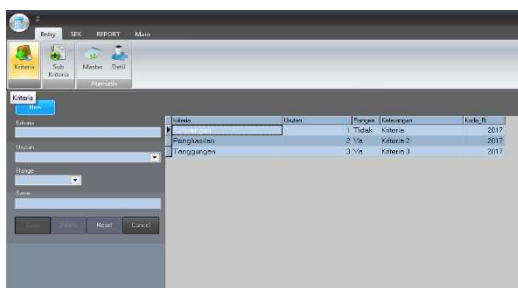 Entry SPK REPORT Main
Kriteria Sub Kriteria Master Detil
Alternatif
Kriteria
New
Kriteria
Urutan
Range
Save Delete Reset Cancel
kriteria Urutan Range Keterangan kode_R
1 Tidak Kriteria 2017
Penghasilan 2 Ya Kriteria 2 2017
Tanggungan 3 Ya Kriteria 3 2017